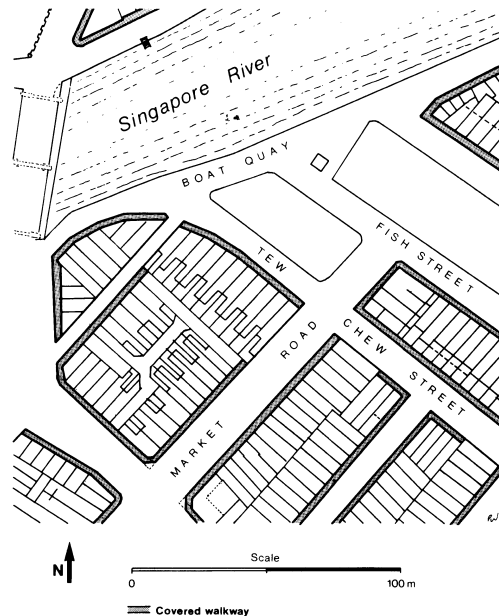 Singapore River
BOAT QUAY
FISH STREET
TEW CHEW STREET
MARKET ROAD
N
Scale
0 100 m
Covered walkway